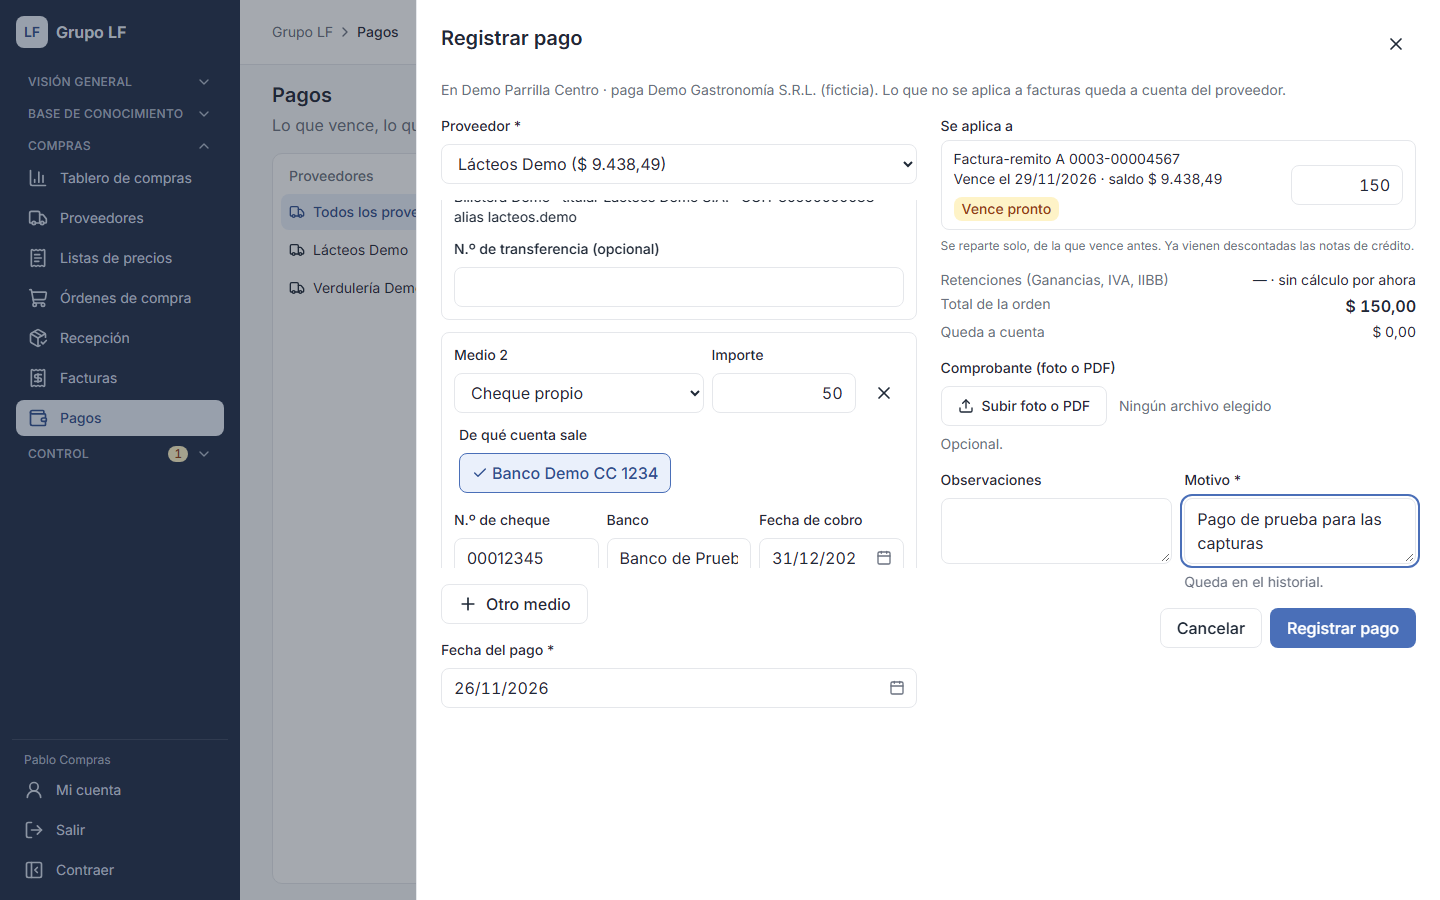 LF Grupo LF
VISIÓN GENERAL
BASE DE CONOCIMIENTO
COMPRAS
Tablero de compras
Proveedores
Listas de precios
Órdenes de compra
Recepción
Facturas
Pagos
CONTROL 1
Pablo Compras
Mi cuenta
Salir
Contraer
Grupo LF > Pagos
Pagos
Lo que vence, lo qu
Proveedores
Todos los prove
Lácteos Demo
Verdulería Dem
Registrar pago
En Demo Parrilla Centro · paga Demo Gastronomía S.R.L. (ficticia). Lo que no se aplica a facturas queda a cuenta del proveedor.
Proveedor *
Lácteos Demo ($ 9.438,49)
alias lacteos.demo
N.º de transferencia (opcional)
Medio 2 Importe
Cheque propio 50
De qué cuenta sale
Banco Demo CC 1234
N.º de cheque Banco Fecha de cobro
00012345 Banco de Prueb 31/12/202
Otro medio
Fecha del pago *
26/11/2026
Se aplica a
Factura-remito A 0003-00004567
Vence el 29/11/2026 · saldo $ 9.438,49
150
Vence pronto
Se reparte solo, de la que vence antes. Ya vienen descontadas las notas de crédito.
Retenciones (Ganancias, IVA, IIBB) — · sin cálculo por ahora
Total de la orden $ 150,00
Queda a cuenta $ 0,00
Comprobante (foto o PDF)
Subir foto o PDF Ningún archivo elegido
Opcional.
Observaciones Motivo *
Pago de prueba para las
capturas
Queda en el historial.
Cancelar Registrar pago